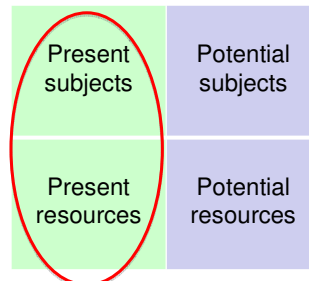 Present
subjects
Potential
subjects
Present
resources
Potential
resources